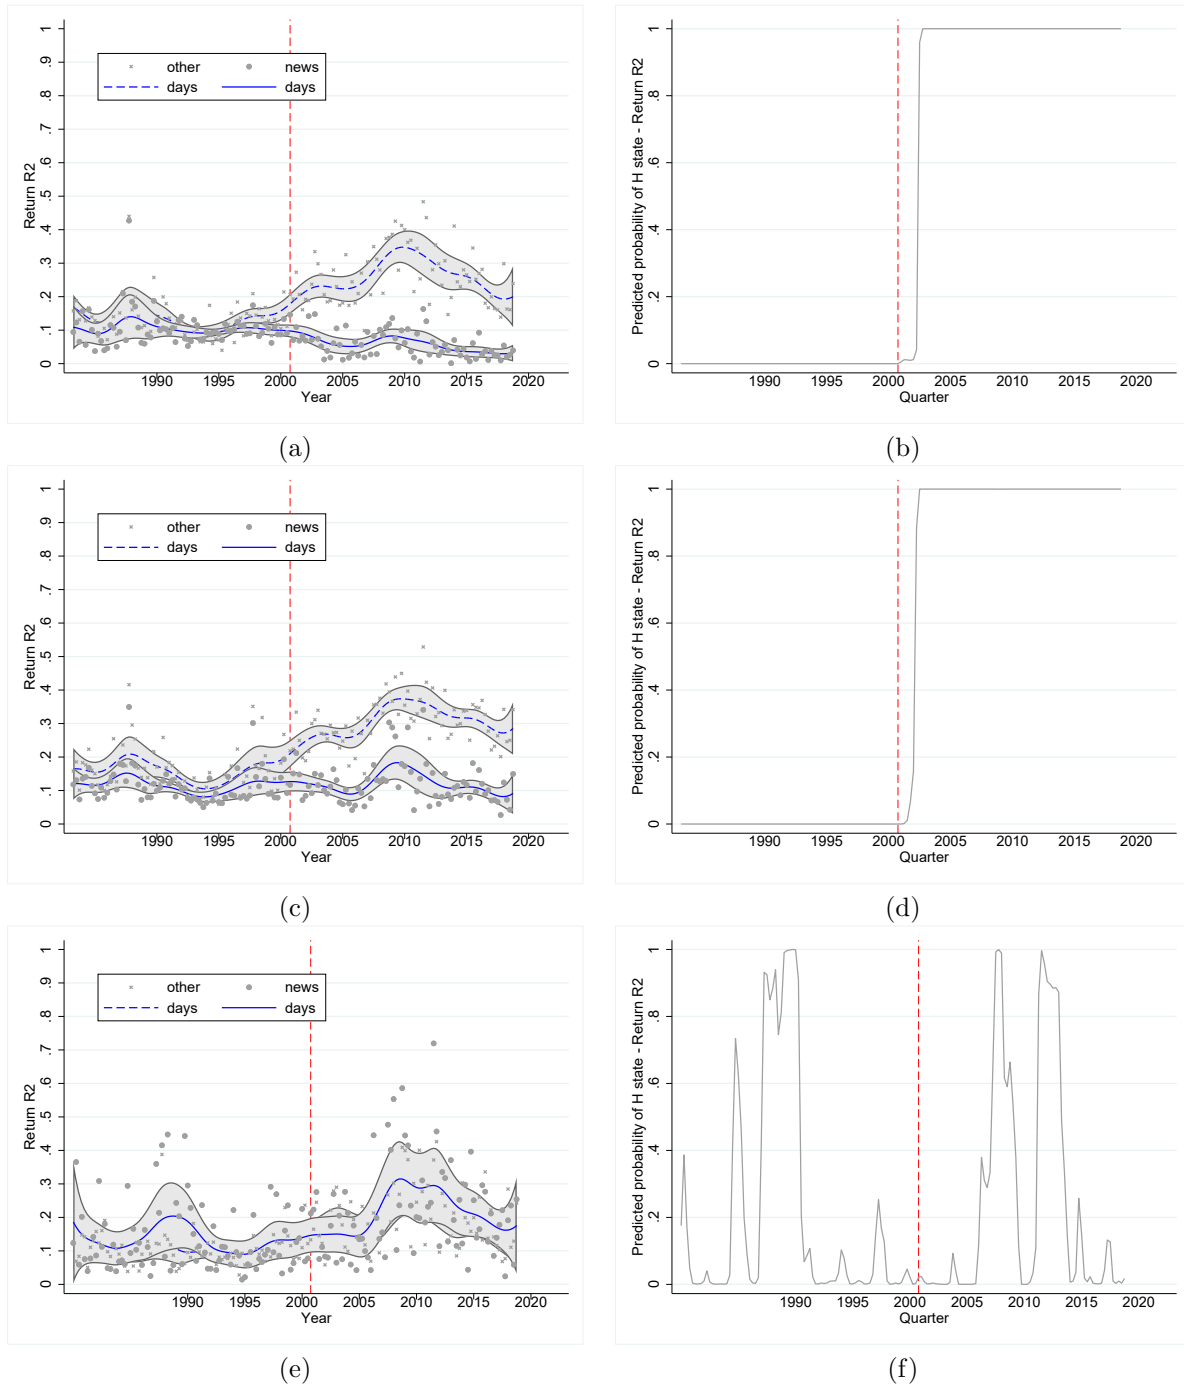 Return R2
0 .1 .2 .3 .4 .5 .6 .7 .8 .9 1
other news
days days
1990 1995 2000 2005 2010 2015 2020
Year
(a)
Predicted probability of H state - Return R2
0 .2 .4 .6 .8 1
1990 1995 2000 2005 2010 2015 2020
Quarter
(b)
Return R2
0 .1 .2 .3 .4 .5 .6 .7 .8 .9 1
other news
days days
1990 1995 2000 2005 2010 2015 2020
Year
(c)
Predicted probability of H state - Return R2
0 .2 .4 .6 .8 1
1990 1995 2000 2005 2010 2015 2020
Quarter
(d)
Return R2
0 .1 .2 .3 .4 .5 .6 .7 .8 .9 1
other news
days days
1990 1995 2000 2005 2010 2015 2020
Year
(e)
Predicted probability of H state - Return R2
0 .2 .4 .6 .8 1
1990 1995 2000 2005 2010 2015 2020
Quarter
(f)